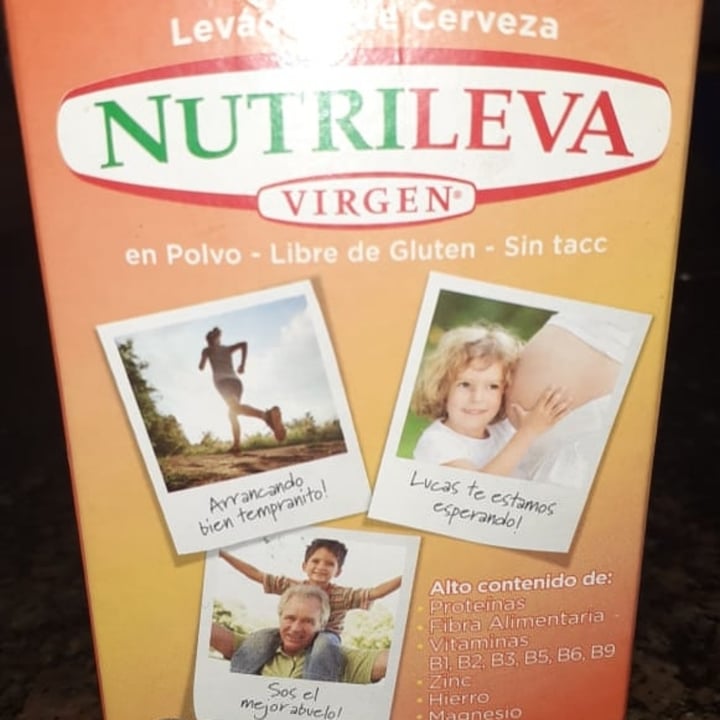 de Cerveza
NUTRILEVA
VIRGEN®
en Polvo - Libre de Gluten - Sin tacc
Arrancando
bien tempranito!
Lucas te estamos
esperando!
Sos el
mejor abuelo!
Alto contenido de:
• Proteínas
• Fibra Alimentaria -
• Vitaminas
B1, B2, B3, B5, B6, B9
• Zinc
• Hierro
• Magnesio